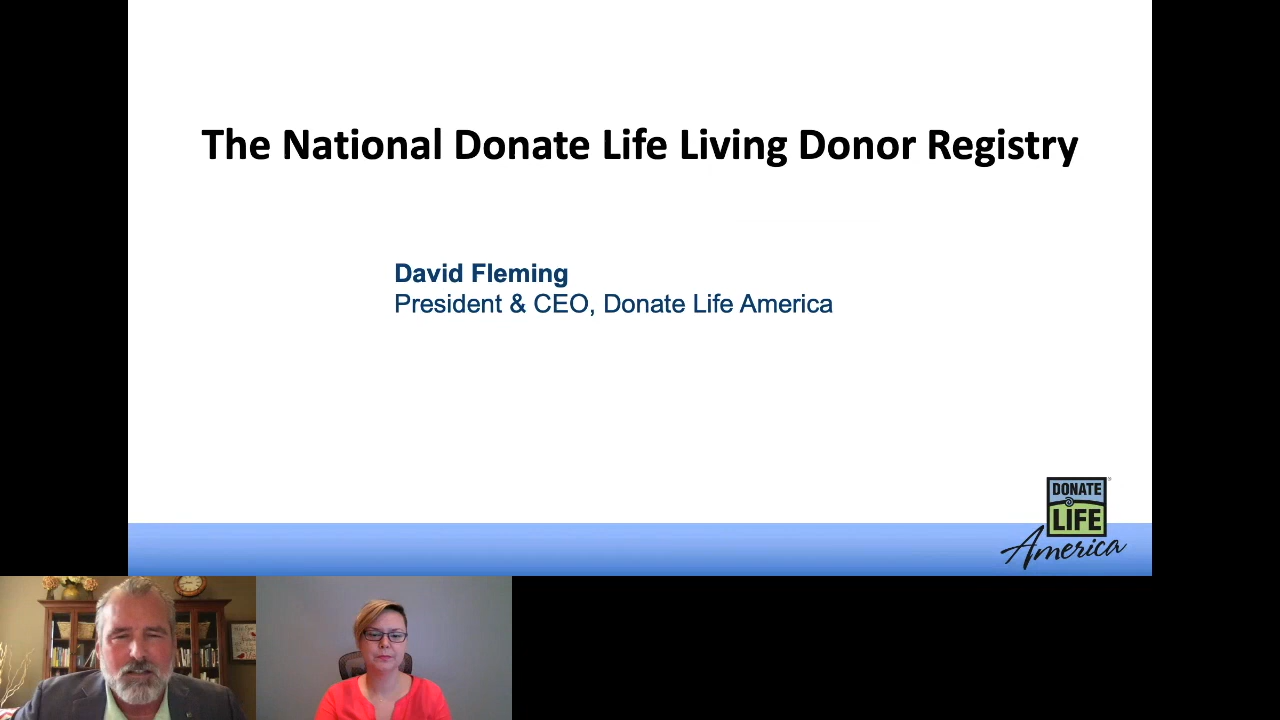 The National Donate Life Living Donor Registry
David Fleming
President & CEO, Donate Life America
DONATE
LIFE
America